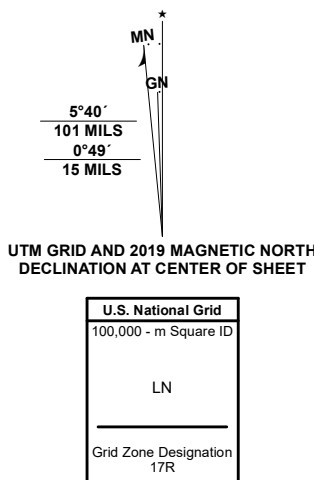 ★
MN
GN
5°40´
101 MILS
0°49´
15 MILS
UTM GRID AND 2019 MAGNETIC NORTH
DECLINATION AT CENTER OF SHEET
U.S. National Grid
100,000 - m Square ID
LN
Grid Zone Designation
17R